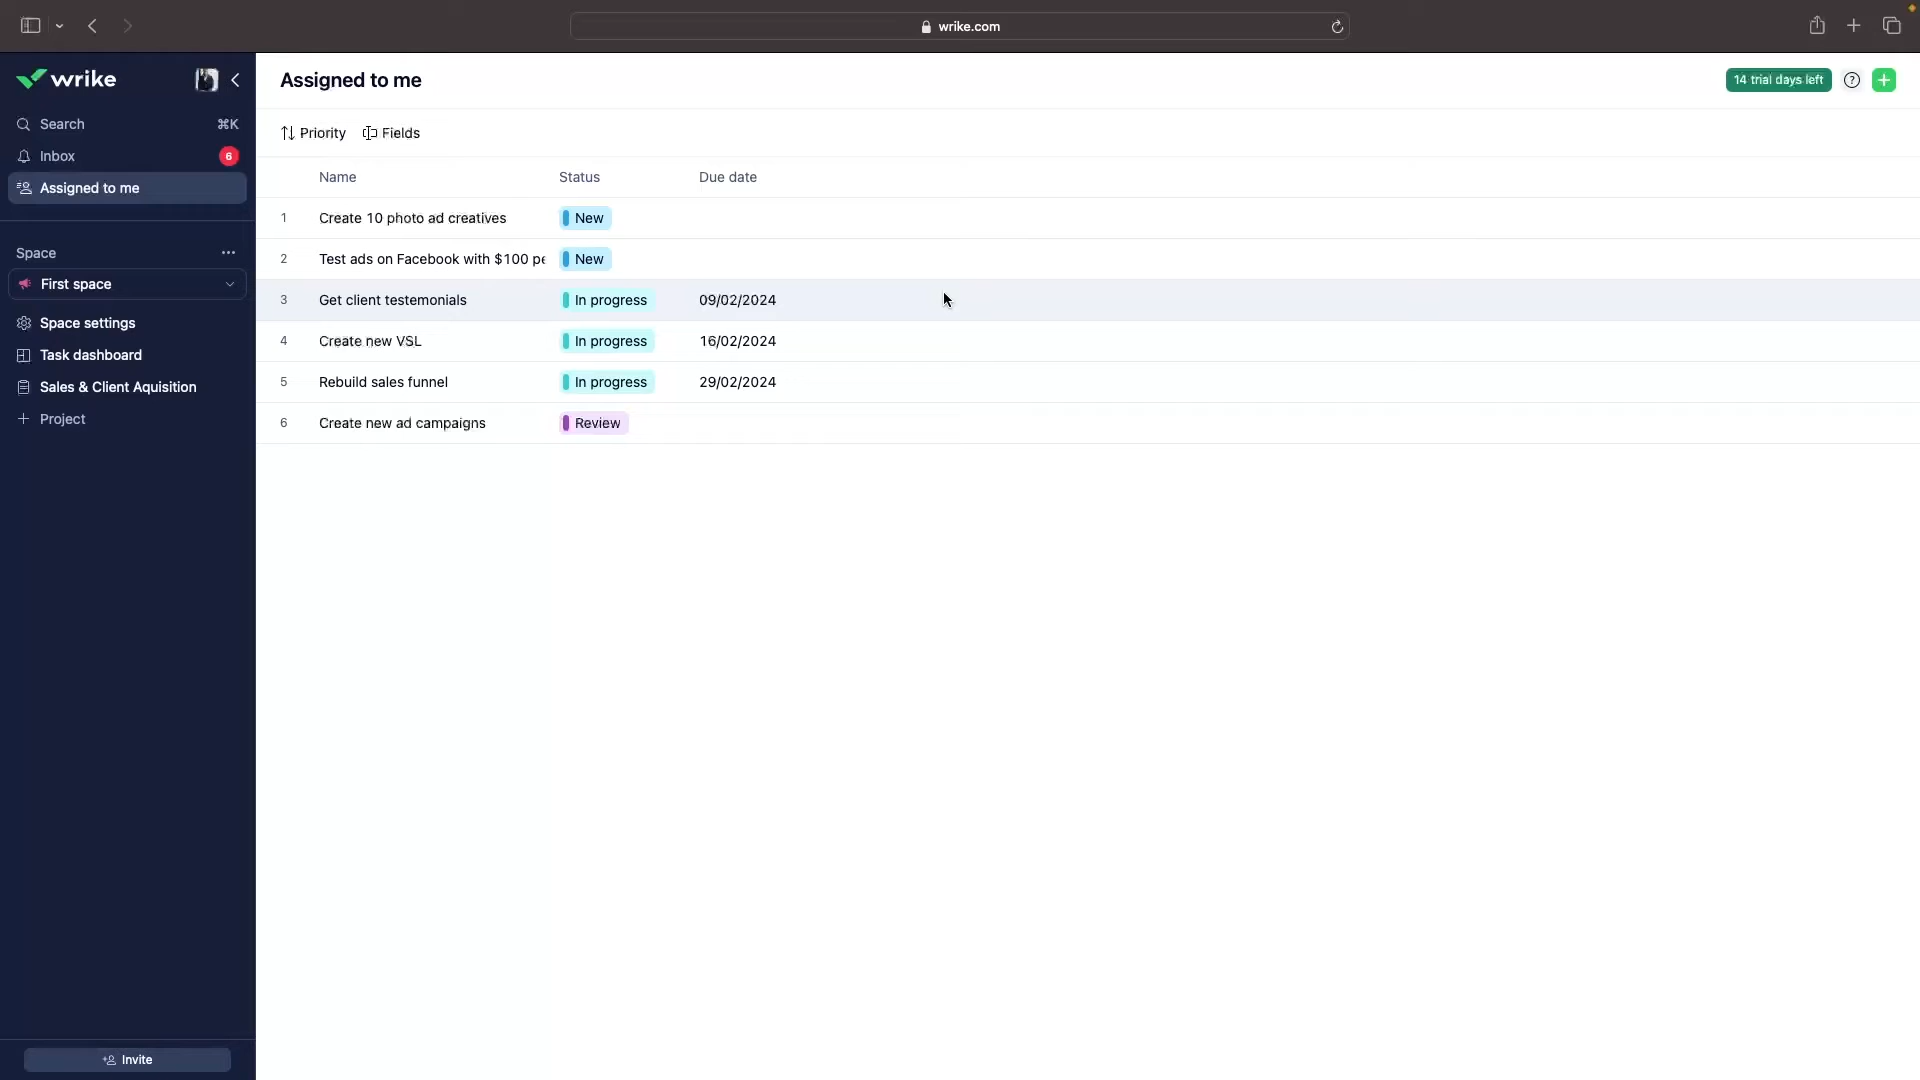 wrike.com
wrike
Search ⌘K
Inbox 6
Assigned to me
Space
First space
Space settings
Task dashboard
Sales & Client Aquisition
Project
Invite
Assigned to me
14 trial days left
Priority Fields
Name Status Due date
1 Create 10 photo ad creatives New
2 Test ads on Facebook with $100 pe New
3 Get client testemonials In progress 09/02/2024
4 Create new VSL In progress 16/02/2024
5 Rebuild sales funnel In progress 29/02/2024
6 Create new ad campaigns Review